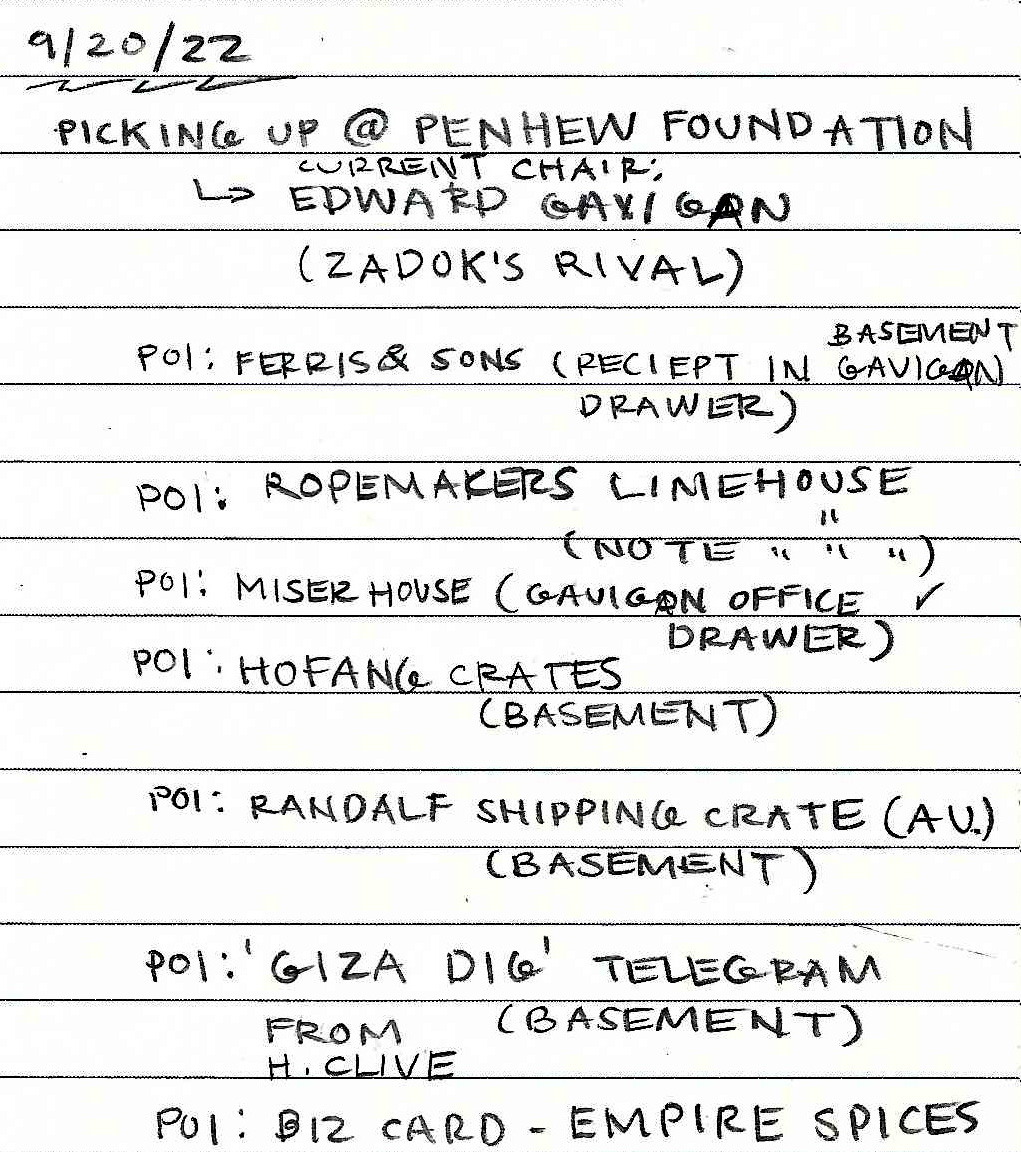 9/20/22
PICKING UP @ PENHEW FOUNDATION
CURRENT CHAIR:
↳ EDWARD GAVIGAN
(ZADOK'S RIVAL)
BASEMENT
POI: FERRIS & SONS (RECIEPT IN GAVIGAN
DRAWER)
POI: ROPEMAKERS LIMEHOUSE
"
(NOTE " " ")
POI: MISER HOUSE (GAVIGAN OFFICE ✓
DRAWER)
POI: HOFANG CRATES
(BASEMENT)
POI: RANDALF SHIPPING CRATE (AU.)
(BASEMENT)
POI: 'GIZA DIG' TELEGRAM
FROM (BASEMENT)
H. CLIVE
POI: BIZ CARD - EMPIRE SPICES